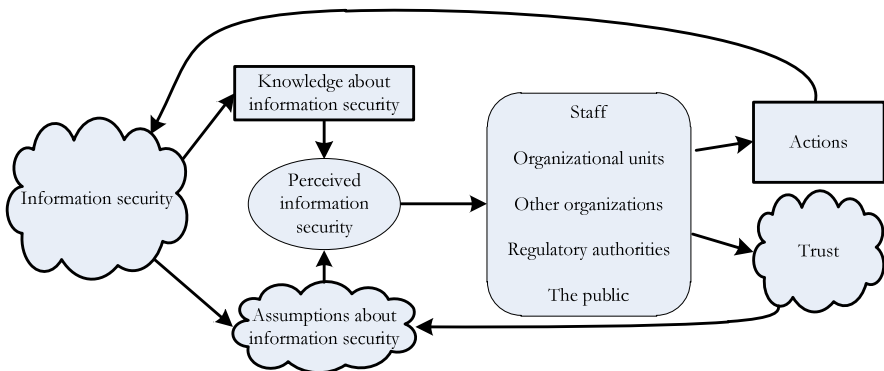 Knowledge about
information security
Information security
Perceived
information
security
Assumptions about
information security
Staff
Organizational units
Other organizations
Regulatory authorities
The public
Actions
Trust